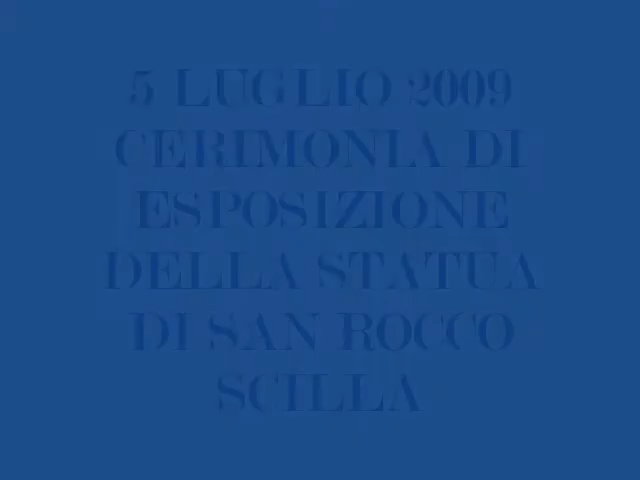 5 LUGLIO 2009
CERIMONIA DI
ESPOSIZIONE
DELLA STATUA
DI SAN ROCCO
SCILLA